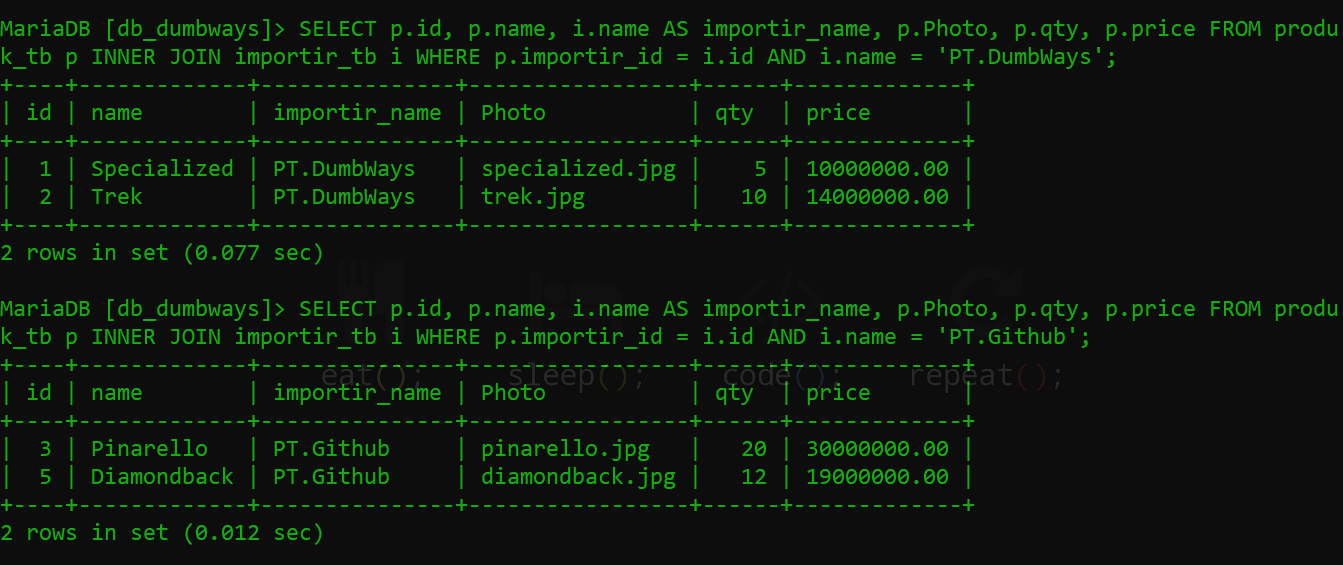 MariaDB [db_dumbways]> SELECT p.id, p.name, i.name AS importir_name, p.Photo, p.qty, p.price FROM produ
k_tb p INNER JOIN importir_tb i WHERE p.importir_id = i.id AND i.name = 'PT.DumbWays';
+----+-------------+---------------+-----------------+------+-------------+
| id | name        | importir_name | Photo           | qty  | price       |
+----+-------------+---------------+-----------------+------+-------------+
|  1 | Specialized | PT.DumbWays   | specialized.jpg |    5 | 10000000.00 |
|  2 | Trek        | PT.DumbWays   | trek.jpg        |   10 | 14000000.00 |
+----+-------------+---------------+-----------------+------+-------------+
2 rows in set (0.077 sec)
MariaDB [db_dumbways]> SELECT p.id, p.name, i.name AS importir_name, p.Photo, p.qty, p.price FROM produ
k_tb p INNER JOIN importir_tb i WHERE p.importir_id = i.id AND i.name = 'PT.Github';
+----+-------------+---------------+-----------------+------+-------------+
eat(); sleep(); code(); repeat();
| id | name        | importir_name | Photo           | qty  | price       |
+----+-------------+---------------+-----------------+------+-------------+
|  3 | Pinarello   | PT.Github     | pinarello.jpg   |   20 | 30000000.00 |
|  5 | Diamondback | PT.Github     | diamondback.jpg |   12 | 19000000.00 |
+----+-------------+---------------+-----------------+------+-------------+
2 rows in set (0.012 sec)